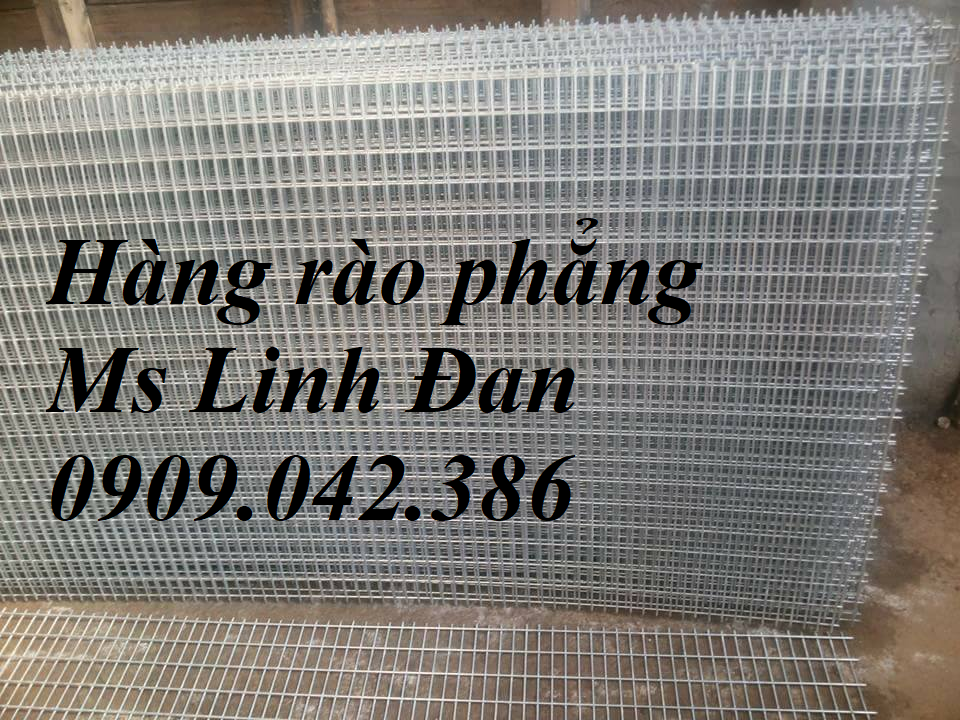 Hàng rào phẳng
Ms Linh Đan
0909.042.386